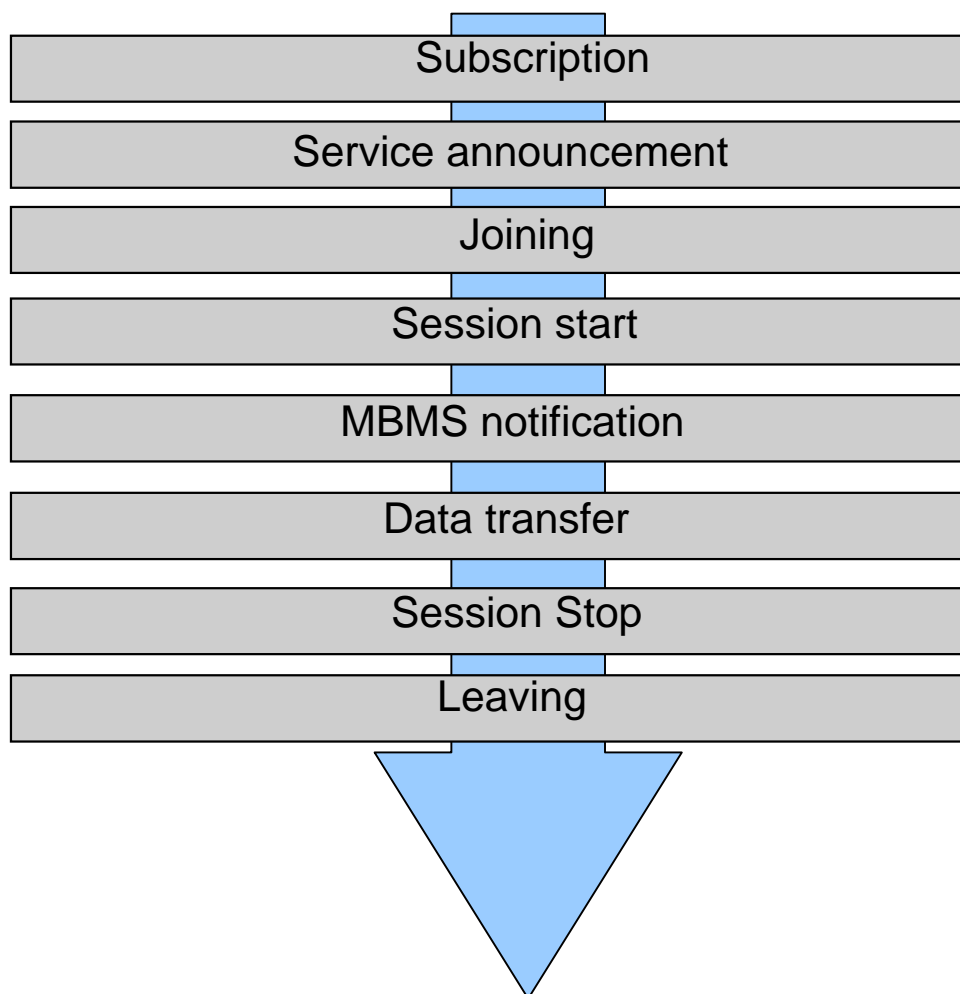 Subscription
Service announcement
Joining
Session start
MBMS notification
Data transfer
Session Stop
Leaving